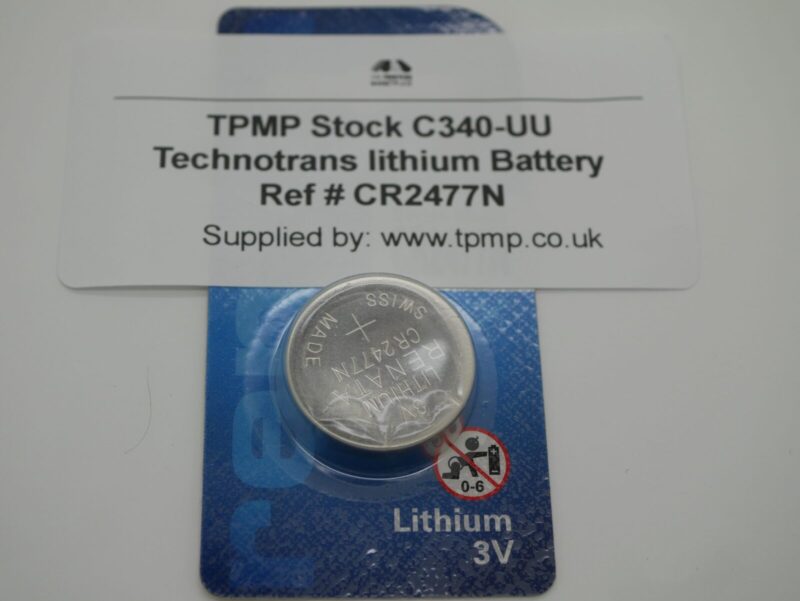 TPMP Stock C340-UU
Technotrans lithium Battery
Ref # CR2477N
Supplied by: www.tpmp.co.uk
SWISS
MADE
+
CR2477N
RENATA
LITHIUM
ren
0-6
Lithium
3V